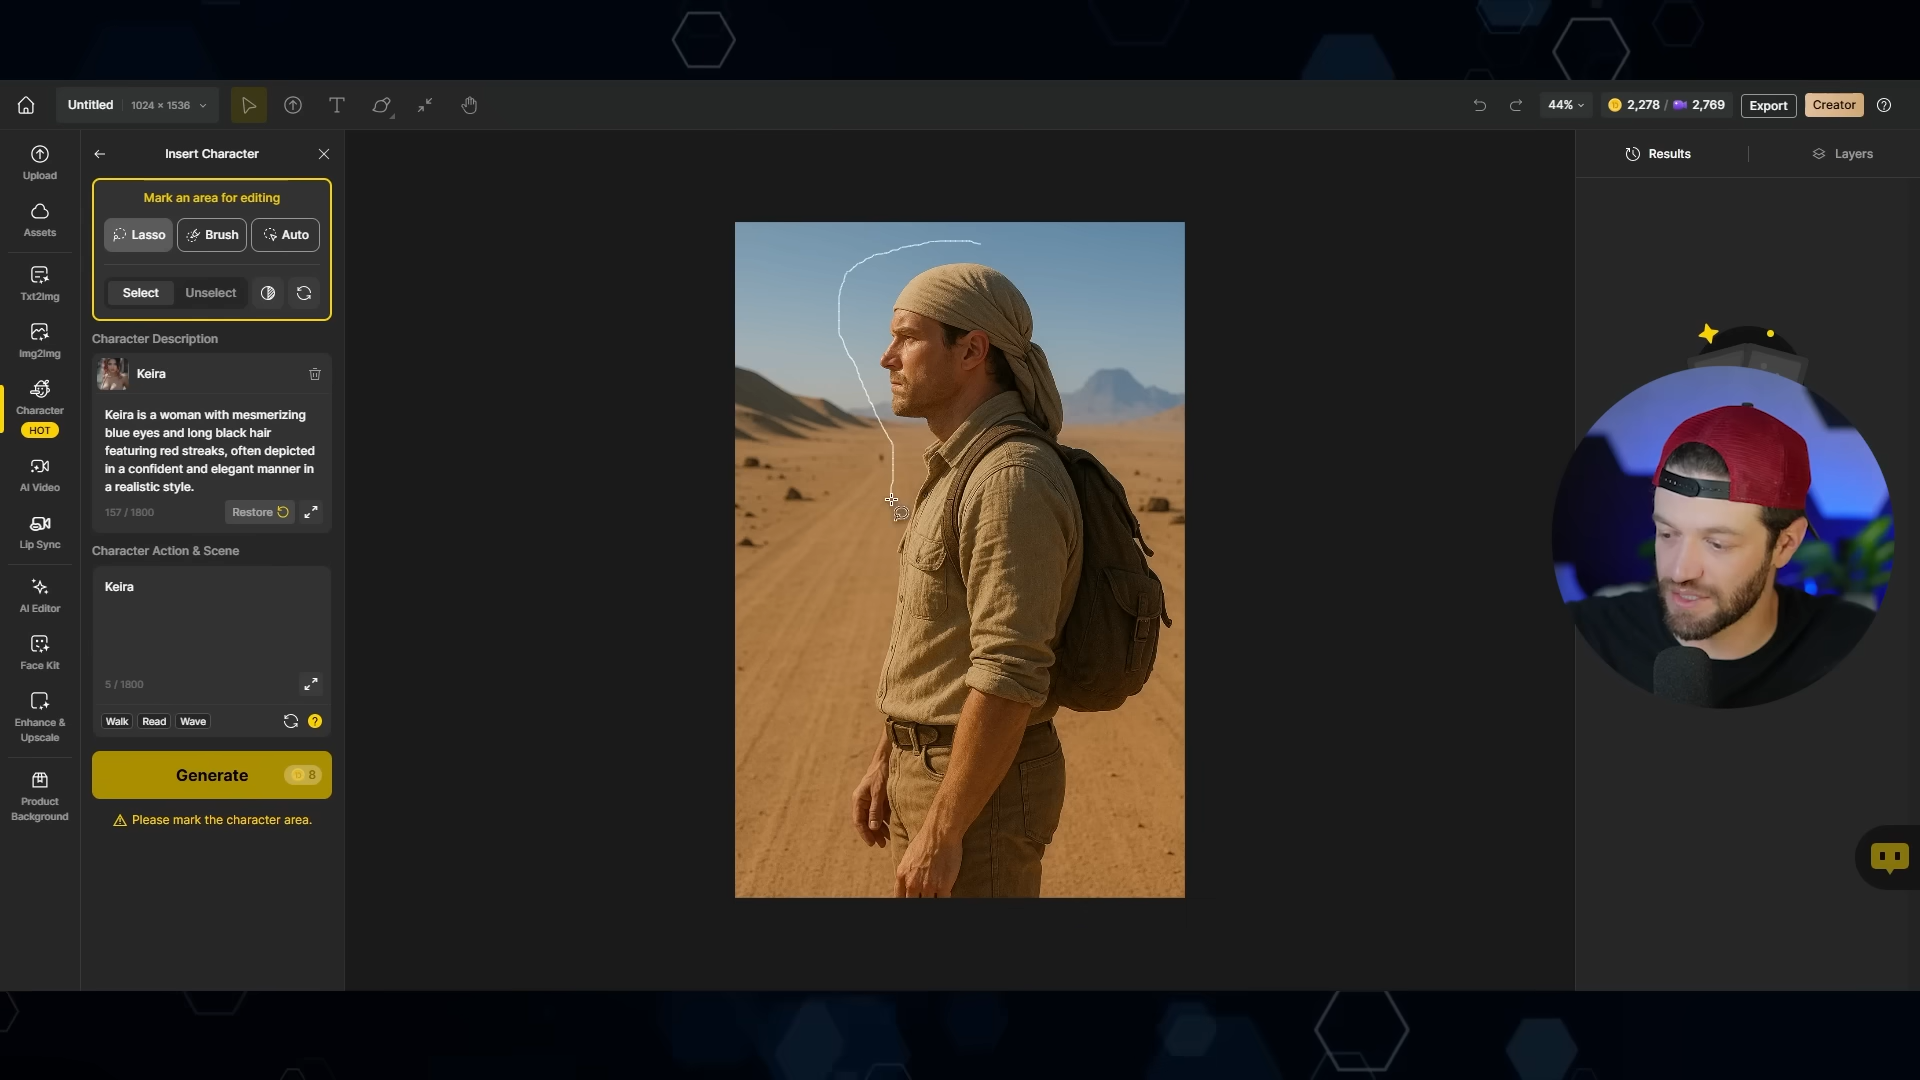 Untitled
1024 × 1536
44%
2,278 / 2,769
Export
Creator
Upload
Assets
Txt2Img
Img2Img
Character
HOT
AI Video
Lip Sync
AI Editor
Face Kit
Enhance &
Upscale
Product
Background
Insert Character
Mark an area for editing
Lasso
Brush
Auto
Select
Unselect
Character Description
Keira
Keira is a woman with mesmerizing
blue eyes and long black hair
featuring red streaks, often depicted
in a confident and elegant manner in
a realistic style.
157 / 1800
Restore
Character Action & Scene
Keira
5 / 1800
Walk
Read
Wave
?
Generate
8
Please mark the character area.
Results
Layers